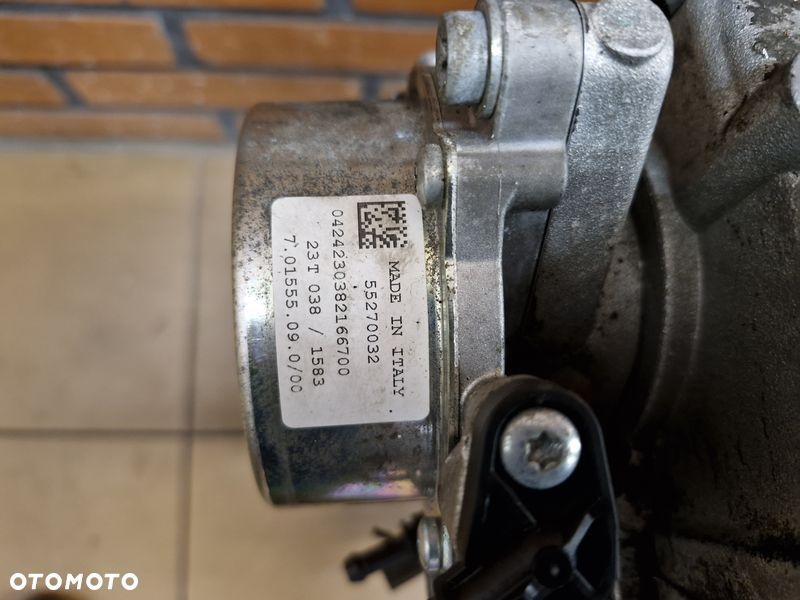 MADE IN ITALY .
55270032
0424230382166700
23T 038 / 1583
7.01555.09.0/00
OTOMOTO